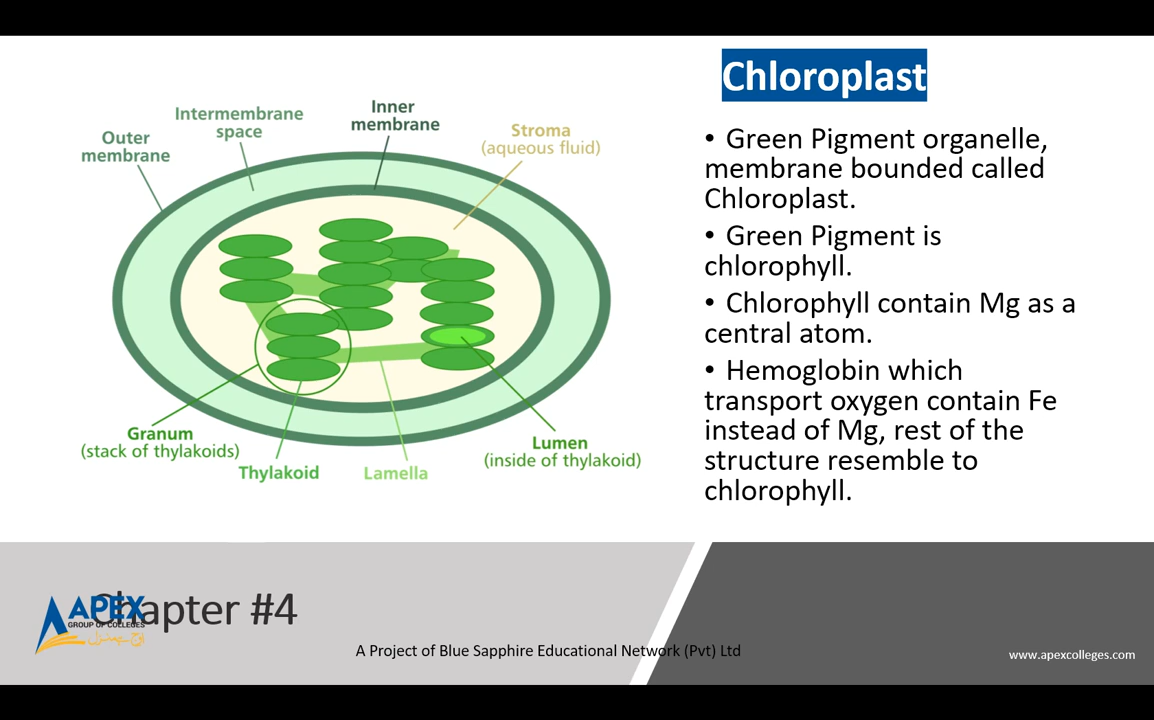 Chloroplast
Intermembrane
space
Inner
membrane
Outer
membrane
Stroma
(aqueous fluid)
Granum
(stack of thylakoids)
Thylakoid
Lamella
Lumen
(inside of thylakoid)
• Green Pigment organelle,
membrane bounded called
Chloroplast.
• Green Pigment is
chlorophyll.
• Chlorophyll contain Mg as a
central atom.
• Hemoglobin which
transport oxygen contain Fe
instead of Mg, rest of the
structure resemble to
chlorophyll.
Chapter #4
APEX
GROUP OF COLLEGES
A Project of Blue Sapphire Educational Network (Pvt) Ltd
www.apexcolleges.com